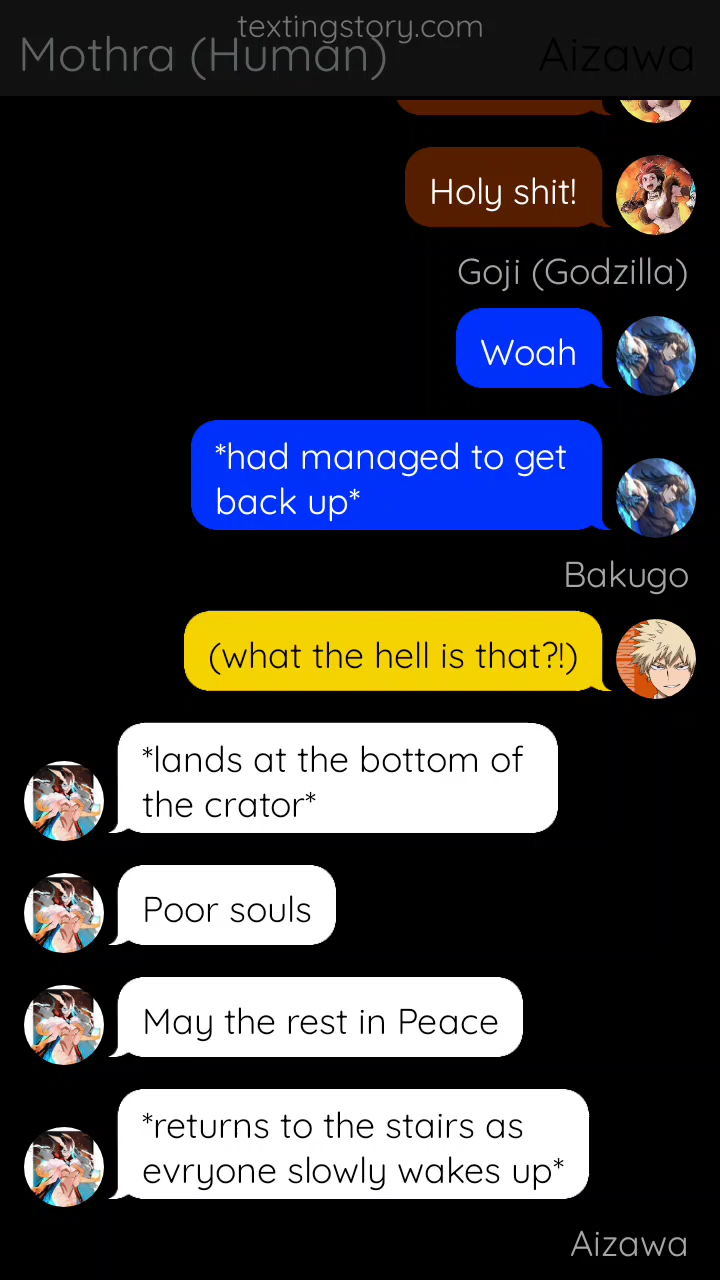 textingstory.com
Mothra (Human)
Aizawa
Holy shit!
Goji (Godzilla)
Woah
*had managed to get
back up*
Bakugo
(what the hell is that?!)
*lands at the bottom of
the crator*
Poor souls
May the rest in Peace
*returns to the stairs as
evryone slowly wakes up*
Aizawa